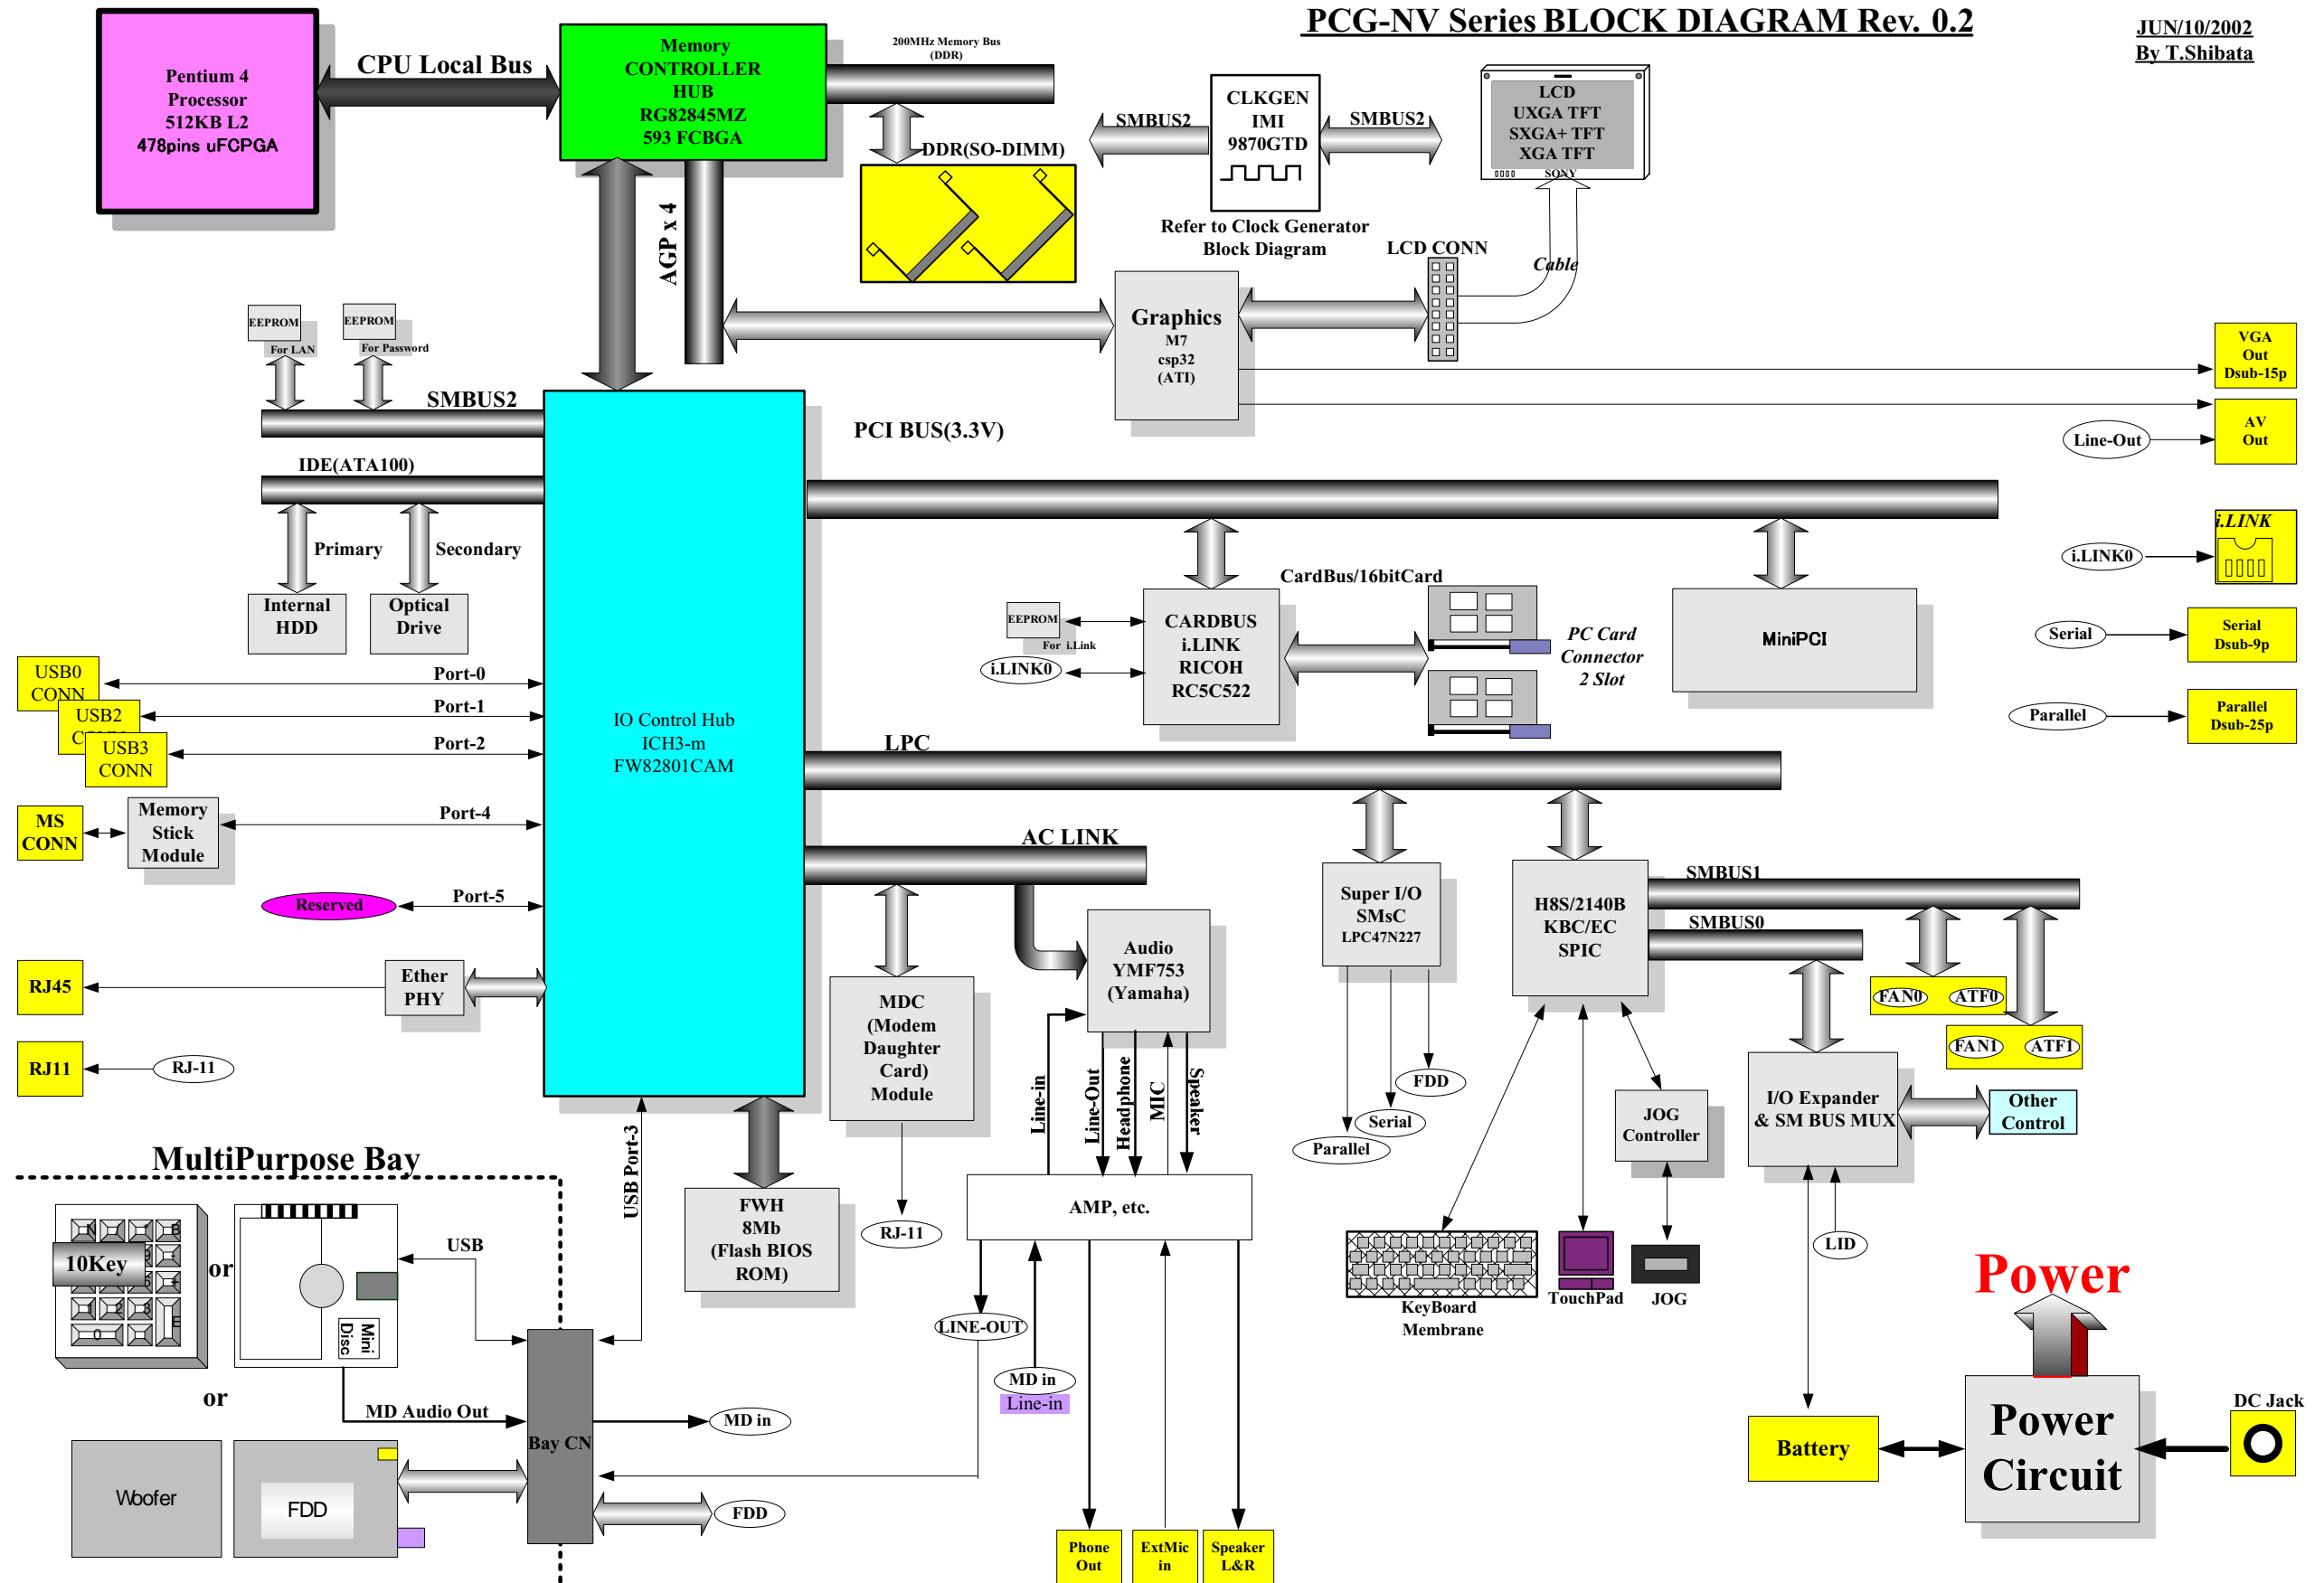 PCG-NV Series BLOCK DIAGRAM Rev. 0.2
JUN/10/2002
By T.Shibata
Pentium 4
Processor
512KB L2
478pins uFCPGA
CPU Local Bus
Memory
CONTROLLER
HUB
RG82845MZ
593 FCBGA
200MHz Memory Bus
(DDR)
DDR(SO-DIMM)
AGP x 4
SMBUS2
CLKGEN
IMI
9870GTD
SMBUS2
Refer to Clock Generator
Block Diagram
LCD
UXGA TFT
SXGA+ TFT
XGA TFT
SONY
LCD CONN
Cable
Graphics
M7
csp32
(ATI)
VGA
Out
Dsub-15p
Line-Out
AV
Out
i.LINK0
i.LINK
Serial
Serial
Dsub-9p
Parallel
Parallel
Dsub-25p
EEPROM
For LAN
EEPROM
For Password
SMBUS2
IDE(ATA100)
Primary
Secondary
Internal
HDD
Optical
Drive
PCI BUS(3.3V)
IO Control Hub
ICH3-m
FW82801CAM
USB0
CONN
USB2
USB3
CONN
Port-0
Port-1
Port-2
Port-4
Port-5
MS
CONN
Memory
Stick
Module
Reserved
RJ45
Ether
PHY
RJ11
RJ-11
EEPROM
For i.Link
i.LINK0
CARDBUS
i.LINK
RICOH
RC5C522
CardBus/16bitCard
PC Card
Connector
2 Slot
MiniPCI
LPC
AC LINK
MDC
(Modem
Daughter
Card)
Module
RJ-11
Audio
YMF753
(Yamaha)
Line-in
Line-Out
Headphone
MIC
Speaker
AMP, etc.
LINE-OUT
MD in
Line-in
Phone
Out
ExtMic
in
Speaker
L&R
Super I/O
SMsC
LPC47N227
Parallel
Serial
FDD
H8S/2140B
KBC/EC
SPIC
SMBUS1
SMBUS0
FAN0
ATF0
FAN1
ATF1
I/O Expander
& SM BUS MUX
Other
Control
LID
JOG
Controller
KeyBoard
Membrane
TouchPad
JOG
Power
Power
Circuit
Battery
DC Jack
USB Port-3
FWH
8Mb
(Flash BIOS
ROM)
MultiPurpose Bay
10Key
or
Mini
Disc
USB
or
MD Audio Out
Bay CN
MD in
Woofer
FDD
FDD